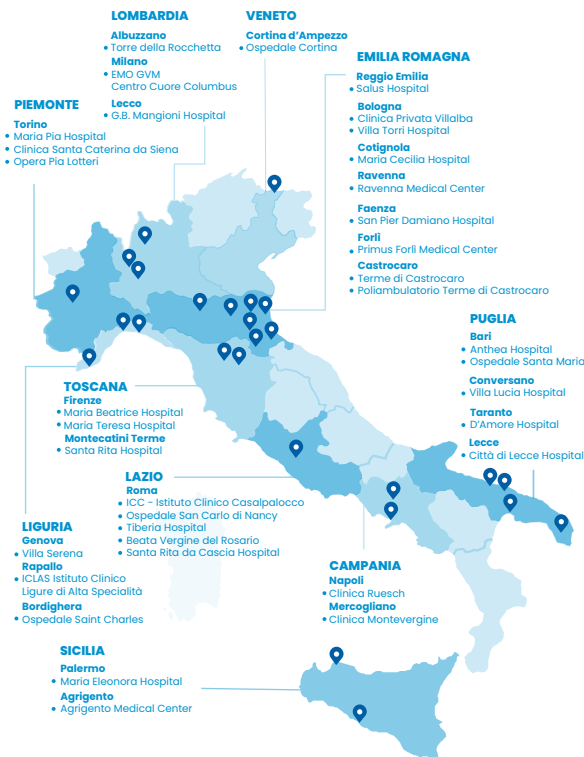 LOMBARDIA
Albuzzano
• Torre della Rocchetta
Milano
• EMO GVM
Centro Cuore Columbus
Lecco
• G.B. Mangioni Hospital
VENETO
Cortina d'Ampezzo
• Ospedale Cortina
EMILIA ROMAGNA
Reggio Emilia
• Salus Hospital
Bologna
• Clinica Privata Villalba
• Villa Torri Hospital
Cotignola
• Maria Cecilia Hospital
Ravenna
• Ravenna Medical Center
Faenza
• San Pier Damiano Hospital
Forlì
• Primus Forlì Medical Center
Castrocaro
• Terme di Castrocaro
• Poliambulatorio Terme di Castrocaro
PIEMONTE
Torino
• Maria Pia Hospital
• Clinica Santa Caterina da Siena
• Opera Pia Lotteri
PUGLIA
Bari
• Anthea Hospital
• Ospedale Santa Maria
Conversano
• Villa Lucia Hospital
Taranto
• D'Amore Hospital
Lecce
• Città di Lecce Hospital
TOSCANA
Firenze
• Maria Beatrice Hospital
• Maria Teresa Hospital
Montecatini Terme
• Santa Rita Hospital
LAZIO
Roma
• ICC - Istituto Clinico Casalpalocco
• Ospedale San Carlo di Nancy
• Tiberia Hospital
• Beata Vergine del Rosario
• Santa Rita da Cascia Hospital
LIGURIA
Genova
• Villa Serena
Rapallo
• ICLAS Istituto Clinico
Ligure di Alta Specialità
Bordighera
• Ospedale Saint Charles
CAMPANIA
Napoli
• Clinica Ruesch
Mercogliano
• Clinica Montevergine
SICILIA
Palermo
• Maria Eleonora Hospital
Agrigento
• Agrigento Medical Center